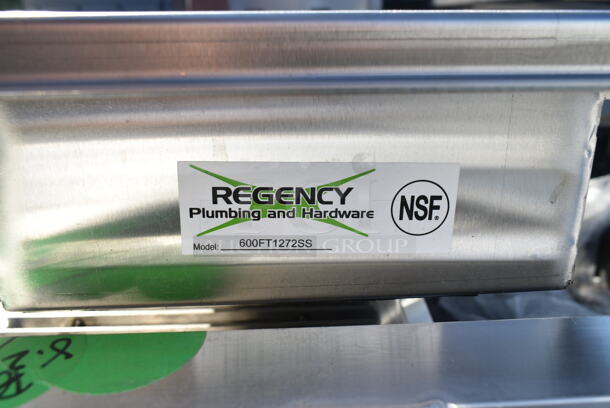 REGENCY
Plumbing and Hardware
Model: 600FT1272SS
NSF®
GROUP